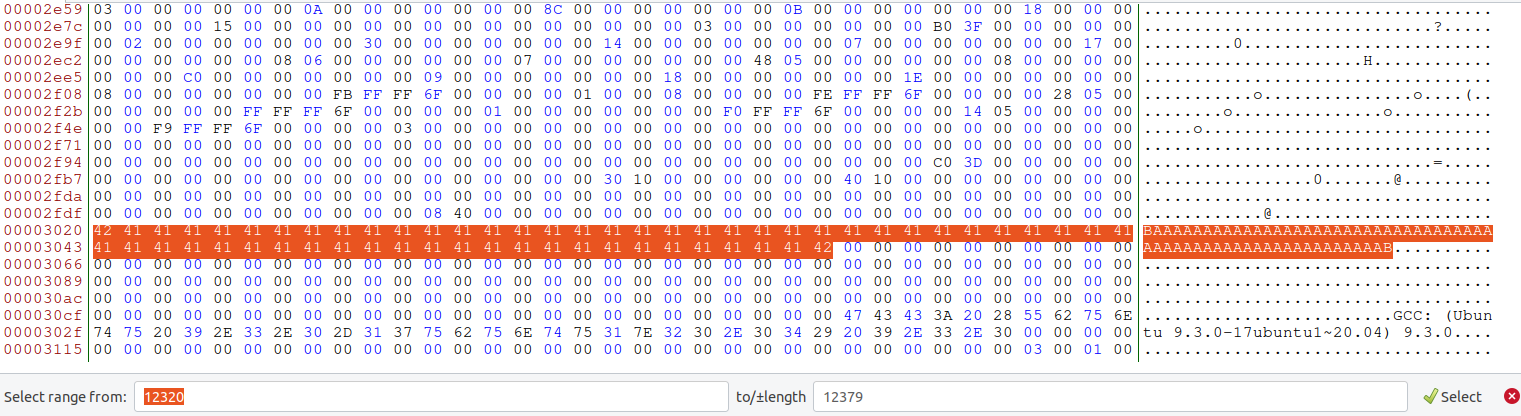 00002e59 03 00 00 00 00 00 00 0A 00 00 00 00 00 00 00 8C 00 00 00 00 00 00 00 0B 00 00 00 00 00 00 00 18 00 00 00 ...................................
00002e7c 00 00 00 00 15 00 00 00 00 00 00 00 00 00 00 00 00 00 00 00 03 00 00 00 00 00 00 00 B0 3F 00 00 00 00 00 .............................?.....
00002e9f 00 02 00 00 00 00 00 00 00 30 00 00 00 00 00 00 00 14 00 00 00 00 00 00 00 07 00 00 00 00 00 00 00 17 00 .........0.........................
00002ec2 00 00 00 00 00 00 08 06 00 00 00 00 00 00 07 00 00 00 00 00 00 00 48 05 00 00 00 00 00 00 08 00 00 00 00 ......................H............
00002ee5 00 00 00 C0 00 00 00 00 00 00 00 09 00 00 00 00 00 00 00 18 00 00 00 00 00 00 00 1E 00 00 00 00 00 00 00 ...................................
00002f08 08 00 00 00 00 00 00 00 FB FF FF 6F 00 00 00 00 01 00 00 08 00 00 00 00 FE FF FF 6F 00 00 00 00 28 05 00 ...........o...............o....(..
00002f2b 00 00 00 00 00 FF FF FF 6F 00 00 00 00 01 00 00 00 00 00 00 00 F0 FF FF 6F 00 00 00 00 14 05 00 00 00 00 ........o...............o..........
00002f4e 00 00 F9 FF FF 6F 00 00 00 00 03 00 00 00 00 00 00 00 00 00 00 00 00 00 00 00 00 00 00 00 00 00 00 00 00 .....o.............................
00002f71 00 00 00 00 00 00 00 00 00 00 00 00 00 00 00 00 00 00 00 00 00 00 00 00 00 00 00 00 00 00 00 00 00 00 00 ...................................
00002f94 00 00 00 00 00 00 00 00 00 00 00 00 00 00 00 00 00 00 00 00 00 00 00 00 00 00 00 00 C0 3D 00 00 00 00 00 .............................=.....
00002fb7 00 00 00 00 00 00 00 00 00 00 00 00 00 00 00 00 00 30 10 00 00 00 00 00 00 40 10 00 00 00 00 00 00 00 00 .................0.......@.........
00002fda 00 00 00 00 00 00 00 00 00 00 00 00 00 00 00 00 00 00 00 00 00 00 00 00 00 00 00 00 00 00 00 00 00 00 00 ...................................
00002fdf 00 00 00 00 00 00 00 00 00 00 00 08 40 00 00 00 00 00 00 00 00 00 00 00 00 00 00 00 00 00 00 00 00 00 00 ............@......................
00003020 42 41 41 41 41 41 41 41 41 41 41 41 41 41 41 41 41 41 41 41 41 41 41 41 41 41 41 41 41 41 41 41 41 41 41 BAAAAAAAAAAAAAAAAAAAAAAAAAAAAAAAAAA
00003043 41 41 41 41 41 41 41 41 41 41 41 41 41 41 41 41 41 41 41 41 41 41 41 41 42 00 00 00 00 00 00 00 00 00 00 AAAAAAAAAAAAAAAAAAAAAAAAB..........
00003066 00 00 00 00 00 00 00 00 00 00 00 00 00 00 00 00 00 00 00 00 00 00 00 00 00 00 00 00 00 00 00 00 00 00 00 ...................................
00003089 00 00 00 00 00 00 00 00 00 00 00 00 00 00 00 00 00 00 00 00 00 00 00 00 00 00 00 00 00 00 00 00 00 00 00 ...................................
000030ac 00 00 00 00 00 00 00 00 00 00 00 00 00 00 00 00 00 00 00 00 00 00 00 00 00 00 00 00 00 00 00 00 00 00 00 ...................................
000030cf 00 00 00 00 00 00 00 00 00 00 00 00 00 00 00 00 00 00 00 00 00 00 00 00 00 47 43 43 3A 20 28 55 62 75 6E .........................GCC: (Ubun
0000302f 74 75 20 39 2E 33 2E 30 2D 31 37 75 62 75 6E 74 75 31 7E 32 30 2E 30 34 29 20 39 2E 33 2E 30 00 00 00 00 tu 9.3.0-17ubuntu1~20.04) 9.3.0....
00003115 00 00 00 00 00 00 00 00 00 00 00 00 00 00 00 00 00 00 00 00 00 00 00 00 00 00 00 00 00 00 00 03 00 01 00 ...................................
Select range from: 12320 to/±length 12379 Select